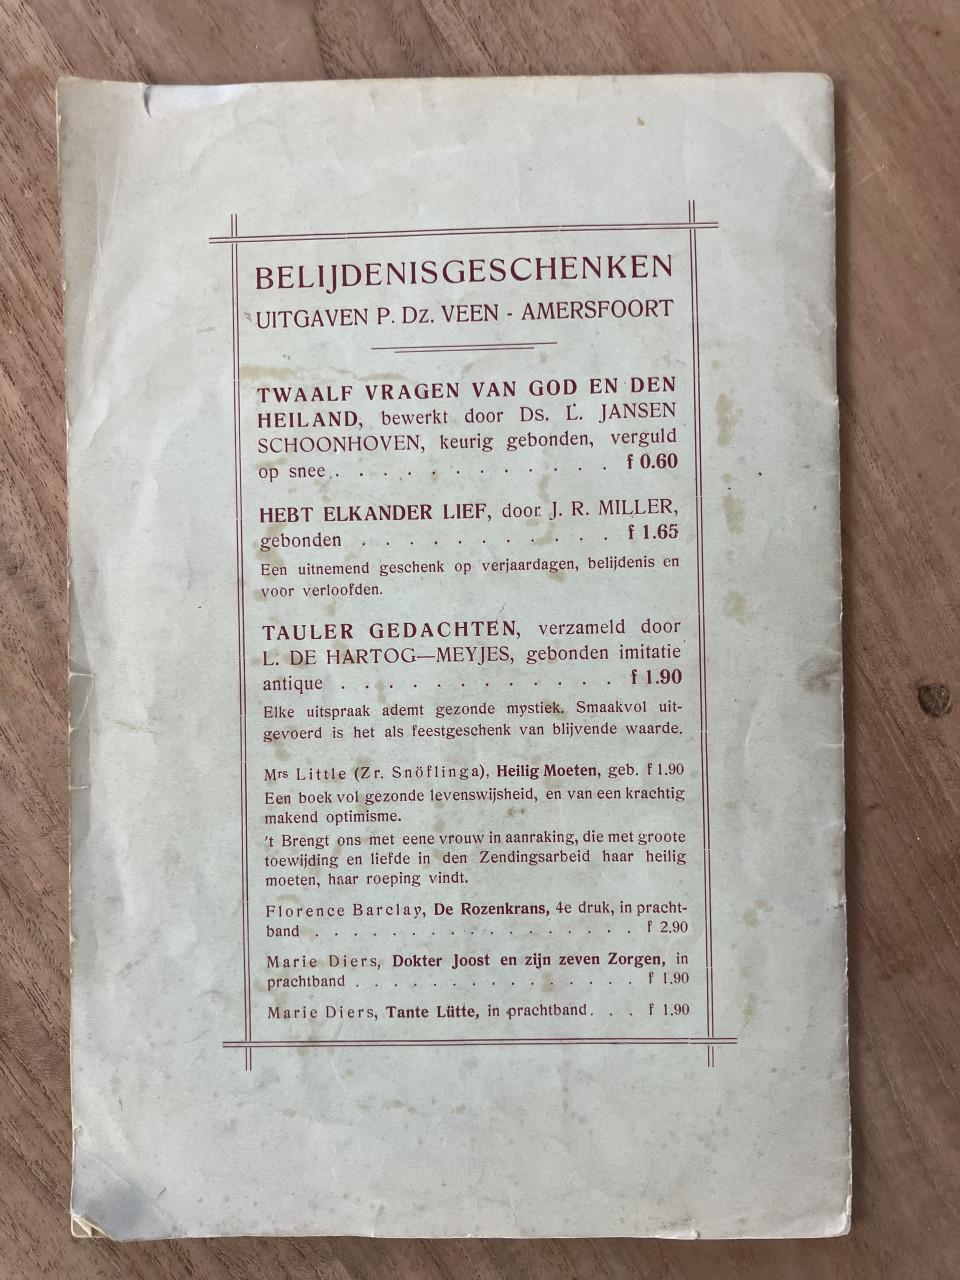 BELIJDENISGESCHENKEN
UITGAVEN P. Dz. VEEN - AMERSFOORT
TWAALF VRAGEN VAN GOD EN DEN
HEILAND, bewerkt door Ds. L. JANSEN
SCHOONHOVEN, keurig gebonden, verguld
op snee . . . . . . . . . . . . f 0.60
HEBT ELKANDER LIEF, door J. R. MILLER,
gebonden . . . . . . . . . . . f 1.65
Een uitnemend geschenk op verjaardagen, belijdenis en
voor verloofden.
TAULER GEDACHTEN, verzameld door
L. DE HARTOG—MEYJES, gebonden imitatie
antique . . . . . . . . . . . . f 1.90
Elke uitspraak ademt gezonde mystiek. Smaakvol uit-
gevoerd is het als feestgeschenk van blijvende waarde.
Mrs Little (Zr. Snöflinga), Heilig Moeten, geb. f 1.90
Een boek vol gezonde levenswijsheid, en van een krachtig
makend optimisme.
't Brengt ons met eene vrouw in aanraking, die met groote
toewijding en liefde in den Zendingsarbeid haar heilig
moeten, haar roeping vindt.
Florence Barclay, De Rozenkrans, 4e druk, in pracht-
band . . . . . . . . . . . . . . . . . . f 2.90
Marie Diers, Dokter Joost en zijn zeven Zorgen, in
prachtband . . . . . . . . . . . . . . . f 1.90
Marie Diers, Tante Lütte, in prachtband . . . f 1.90